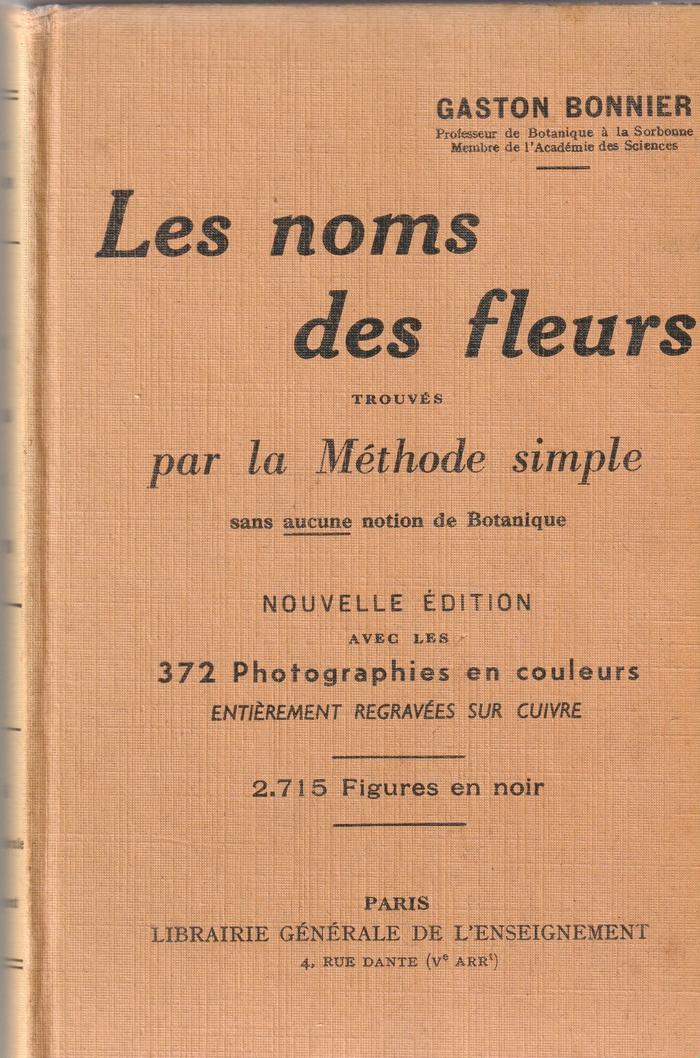 GASTON BONNIER
Professeur de Botanique à la Sorbonne
Membre de l'Académie des Sciences
Les noms
des fleurs
TROUVÉS
par la Méthode simple
sans aucune notion de Botanique
NOUVELLE ÉDITION
AVEC LES
372 Photographies en couleurs
ENTIÈREMENT REGRAVÉES SUR CUIVRE
2.715 Figures en noir
PARIS
LIBRAIRIE GÉNÉRALE DE L'ENSEIGNEMENT
4, RUE DANTE (Vᵉ ARRᵗ)